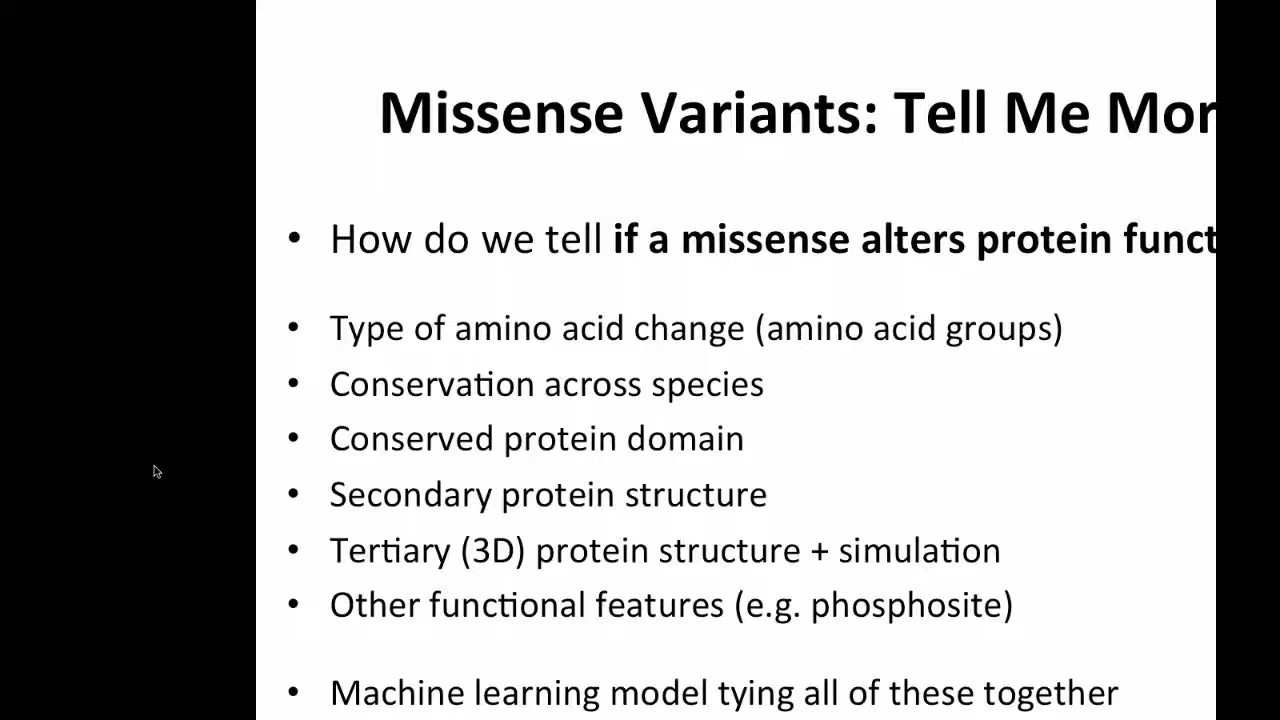 Missense Variants: Tell Me Mor
• How do we tell if a missense alters protein funct
• Type of amino acid change (amino acid groups)
• Conservation across species
• Conserved protein domain
• Secondary protein structure
• Tertiary (3D) protein structure + simulation
• Other functional features (e.g. phosphosite)
• Machine learning model tying all of these together